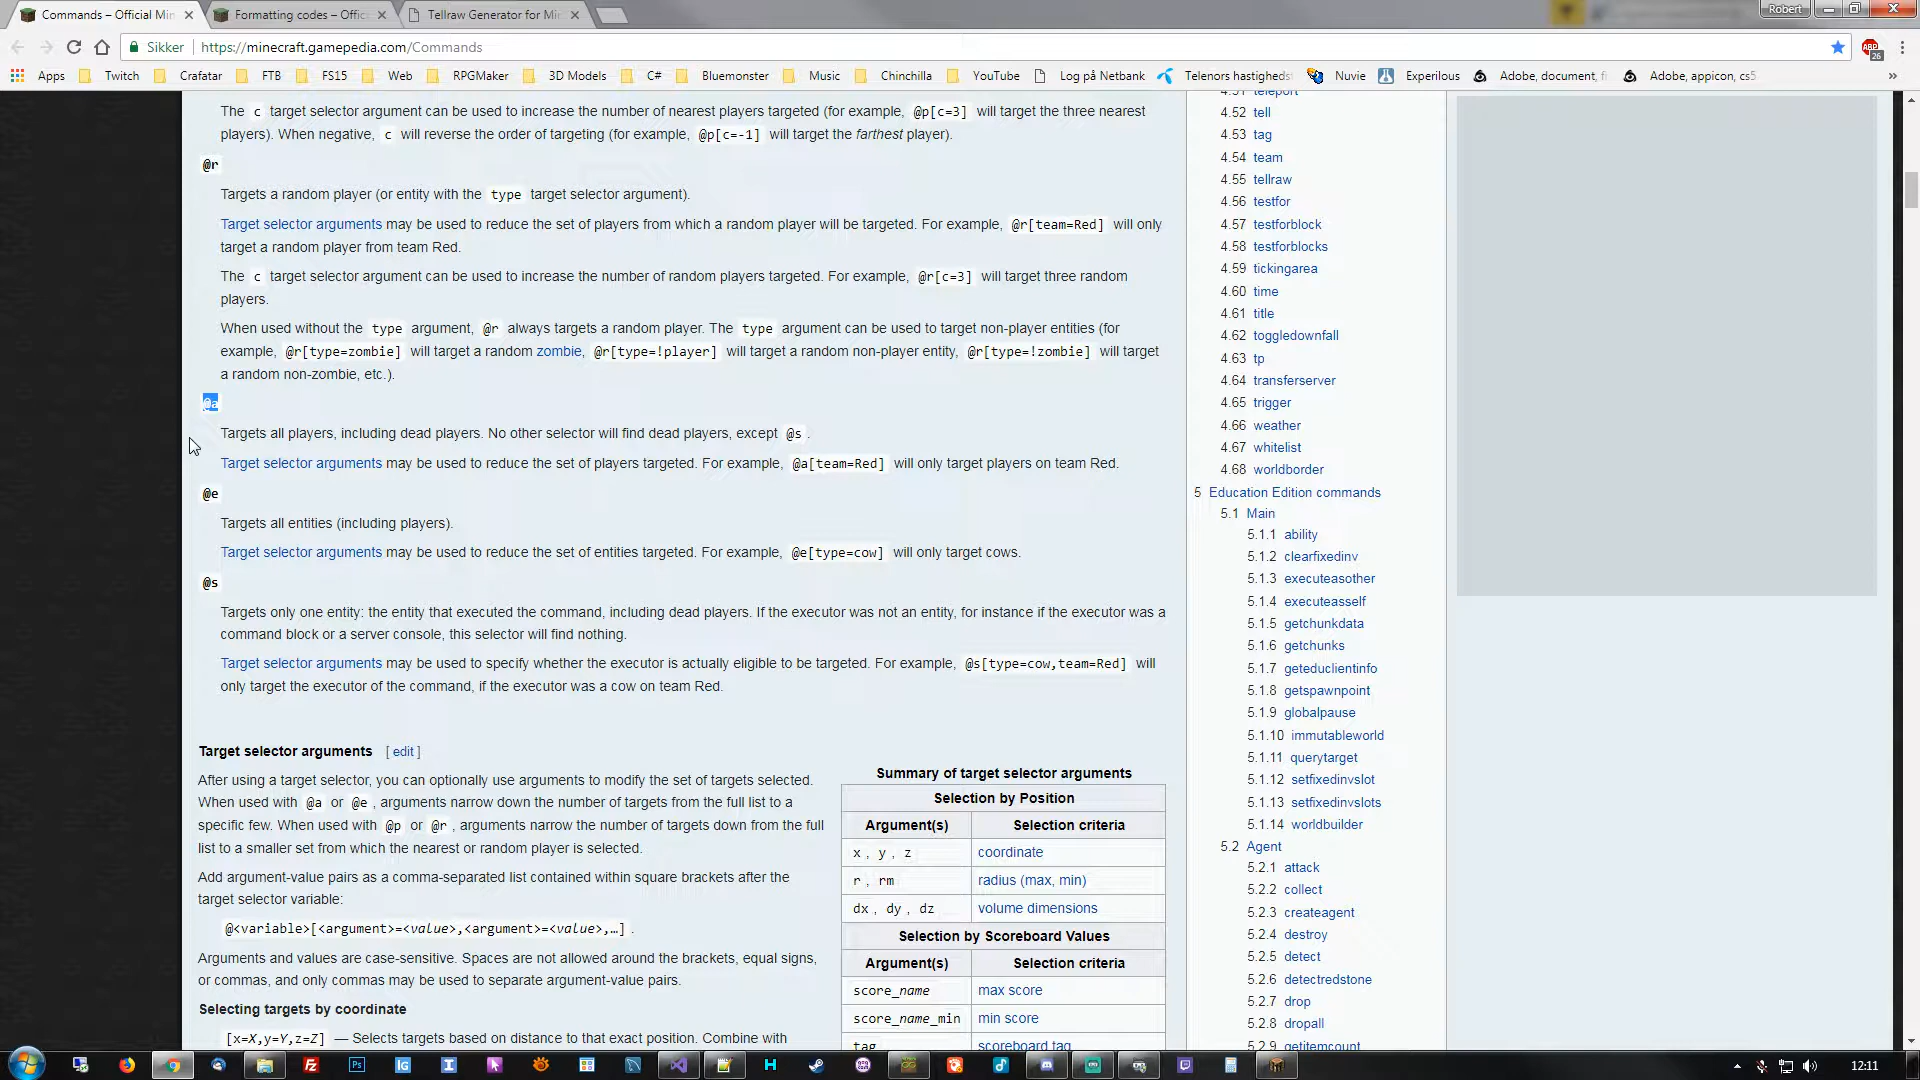 Commands – Official Min
Formatting codes – Offic
Tellraw Generator for Mi
Robert
Sikker
https://minecraft.gamepedia.com/Commands
26
Apps
Twitch
Crafatar
FTB
FS15
Web
RPGMaker
3D Models
C#
Bluemonster
Music
Chinchilla
YouTube
Log på Netbank
Telenors hastigheds
Nuvie
Experilous
Adobe, document, f
Adobe, appicon, cs5
»
The c target selector argument can be used to increase the number of nearest players targeted (for example, @p[c=3] will target the three nearest
players). When negative, c will reverse the order of targeting (for example, @p[c=-1] will target the farthest player).
@r
Targets a random player (or entity with the type target selector argument).
Target selector arguments may be used to reduce the set of players from which a random player will be targeted. For example, @r[team=Red] will only
target a random player from team Red.
The c target selector argument can be used to increase the number of random players targeted. For example, @r[c=3] will target three random
players.
When used without the type argument, @r always targets a random player. The type argument can be used to target non-player entities (for
example, @r[type=zombie] will target a random zombie, @r[type=!player] will target a random non-player entity, @r[type=!zombie] will target
a random non-zombie, etc.).
@a
Targets all players, including dead players. No other selector will find dead players, except @s .
Target selector arguments may be used to reduce the set of players targeted. For example, @a[team=Red] will only target players on team Red.
@e
Targets all entities (including players).
Target selector arguments may be used to reduce the set of entities targeted. For example, @e[type=cow] will only target cows.
@s
Targets only one entity: the entity that executed the command, including dead players. If the executor was not an entity, for instance if the executor was a
command block or a server console, this selector will find nothing.
Target selector arguments may be used to specify whether the executor is actually eligible to be targeted. For example, @s[type=cow,team=Red] will
only target the executor of the command, if the executor was a cow on team Red.
Target selector arguments [ edit ]
After using a target selector, you can optionally use arguments to modify the set of targets selected.
When used with @a or @e , arguments narrow down the number of targets from the full list to a
specific few. When used with @p or @r , arguments narrow the number of targets down from the full
list to a smaller set from which the nearest or random player is selected.
Add argument-value pairs as a comma-separated list contained within square brackets after the
target selector variable:
@<variable>[<argument>=<value>,<argument>=<value>,…] .
Arguments and values are case-sensitive. Spaces are not allowed around the brackets, equal signs,
or commas, and only commas may be used to separate argument-value pairs.
Selecting targets by coordinate
[x=X,y=Y,z=Z] — Selects targets based on distance to that exact position. Combine with
Summary of target selector arguments
Selection by Position
Argument(s) Selection criteria
x , y , z coordinate
r , rm radius (max, min)
dx , dy , dz volume dimensions
Selection by Scoreboard Values
Argument(s) Selection criteria
score_name max score
score_name_min min score
tag scoreboard tag
4.51 teleport
4.52 tell
4.53 tag
4.54 team
4.55 tellraw
4.56 testfor
4.57 testforblock
4.58 testforblocks
4.59 tickingarea
4.60 time
4.61 title
4.62 toggledownfall
4.63 tp
4.64 transferserver
4.65 trigger
4.66 weather
4.67 whitelist
4.68 worldborder
5 Education Edition commands
5.1 Main
5.1.1 ability
5.1.2 clearfixedinv
5.1.3 executeasother
5.1.4 executeasself
5.1.5 getchunkdata
5.1.6 getchunks
5.1.7 geteduclientinfo
5.1.8 getspawnpoint
5.1.9 globalpause
5.1.10 immutableworld
5.1.11 querytarget
5.1.12 setfixedinvslot
5.1.13 setfixedinvslots
5.1.14 worldbuilder
5.2 Agent
5.2.1 attack
5.2.2 collect
5.2.3 createagent
5.2.4 destroy
5.2.5 detect
5.2.6 detectredstone
5.2.7 drop
5.2.8 dropall
5.2.9 getitemcount
12:11